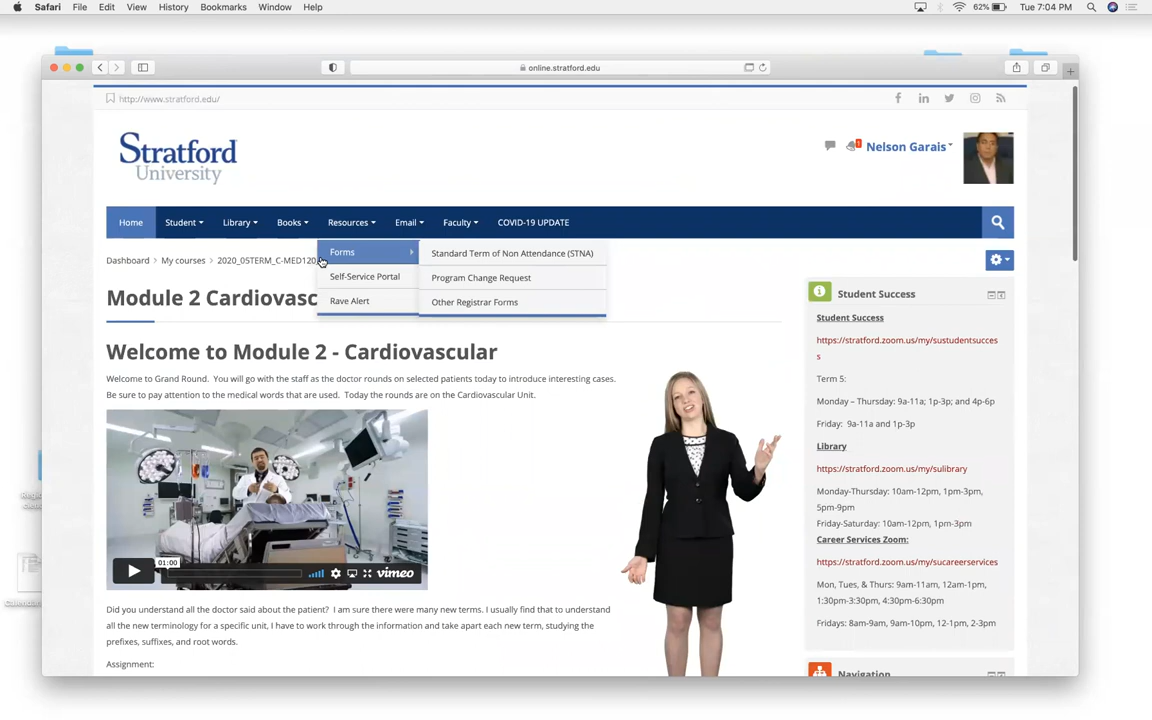 Safari File Edit View History Bookmarks Window Help 62% Tue 7:04 PM
online.stratford.edu
http://www.stratford.edu/
Stratford
University
Nelson Garais
Home Student Library Books Resources Email Faculty COVID-19 UPDATE
Forms
Self-Service Portal
Rave Alert
Standard Term of Non Attendance (STNA)
Program Change Request
Other Registrar Forms
Dashboard / My courses / 2020_05TERM_C-MED120
Module 2 Cardiovasc
Welcome to Module 2 - Cardiovascular
Welcome to Grand Round. You will go with the staff as the doctor rounds on selected patients today to introduce interesting cases.
Be sure to pay attention to the medical words that are used. Today the rounds are on the Cardiovascular Unit.
01:00
vimeo
Did you understand all the doctor said about the patient? I am sure there were many new terms. I usually find that to understand
all the new terminology for a specific unit, I have to work through the information and take apart each new term, studying the
prefixes, suffixes, and root words.
Assignment:
Student Success
Student Success
https://stratford.zoom.us/my/sustudentsucces
s
Term 5:
Monday – Thursday: 9a-11a; 1p-3p; and 4p-6p
Friday: 9a-11a and 1p-3p
Library
https://stratford.zoom.us/my/sulibrary
Monday-Thursday: 10am-12pm, 1pm-3pm,
5pm-9pm
Friday-Saturday: 10am-12pm, 1pm-3pm
Career Services Zoom:
https://stratford.zoom.us/my/sucareerservices
Mon, Tues, & Thurs: 9am-11am, 12am-1pm,
1:30pm-3:30pm, 4:30pm-6:30pm
Fridays: 8am-9am, 9am-10pm, 12-1pm, 2-3pm
Navigation